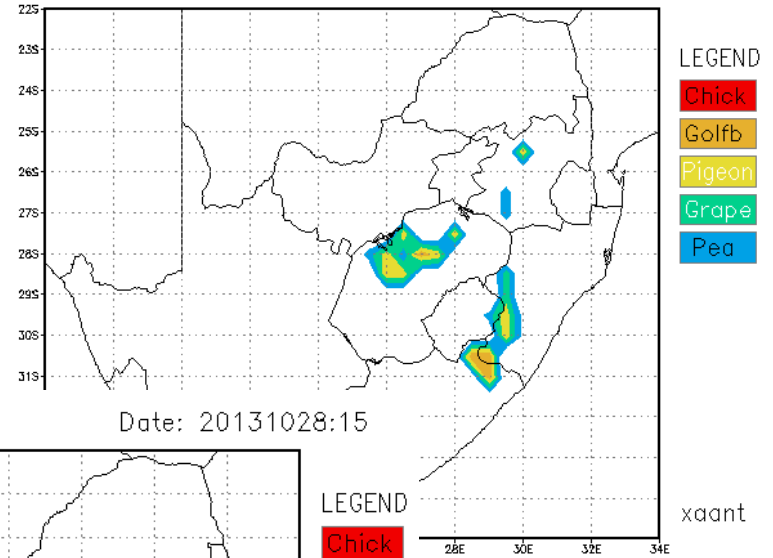 22S
23S
LEGEND
24S
Chick
25S
Golfb
26S
Pigeon
27S
Grape
28S
Pea
29S
30S
31S
Date: 20131028:15
LEGEND
xaant
Chick
28E 30E 32E 34E